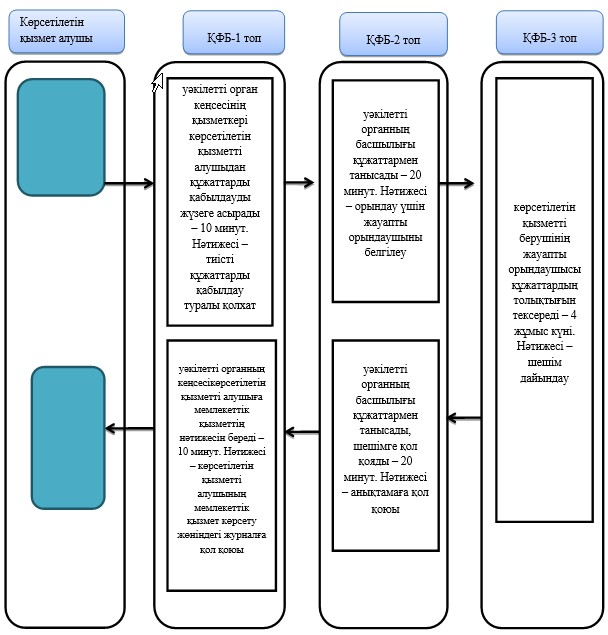 Көрсетілетін
қызмет алушы
ҚФБ-1 топ
ҚФБ-2 топ
ҚФБ-3 топ
уәкілетті орган
кеңсесінің
қызметкері
көрсетілетін
қызметті
алушыдан
құжаттарды
қабылдауды
жүзеге асырады
– 10 минут.
Нәтижесі –
тиісті
құжаттарды
қабылдау
туралы қолхат
уәкілетті
органның
басшылығы
құжаттармен
танысады – 20
минут. Нәтижесі
– орындау үшін
жауапты
орындаушыны
белгілеу
көрсетілетін
қызметті
берушінің
жауапты
орындаушысы
құжаттардың
толықтығын
тексереді – 4
жұмыс күні.
Нәтижесі –
шешім
дайындау
уәкілетті органның
кеңсесікөрсетілетін
қызметті алушыға
мемлекеттік
қызметтің
нәтижесін береді –
10 минут. Нәтижесі
– көрсетілетін
қызметті
алушының
мемлекеттік
қызмет көрсету
жөніндегі журналға
қол қоюы
уәкілетті
органның
басшылығы
құжаттармен
танысады,
шешімге қол
қояды – 20
минут. Нәтижесі
– анықтамаға қол
қоюы